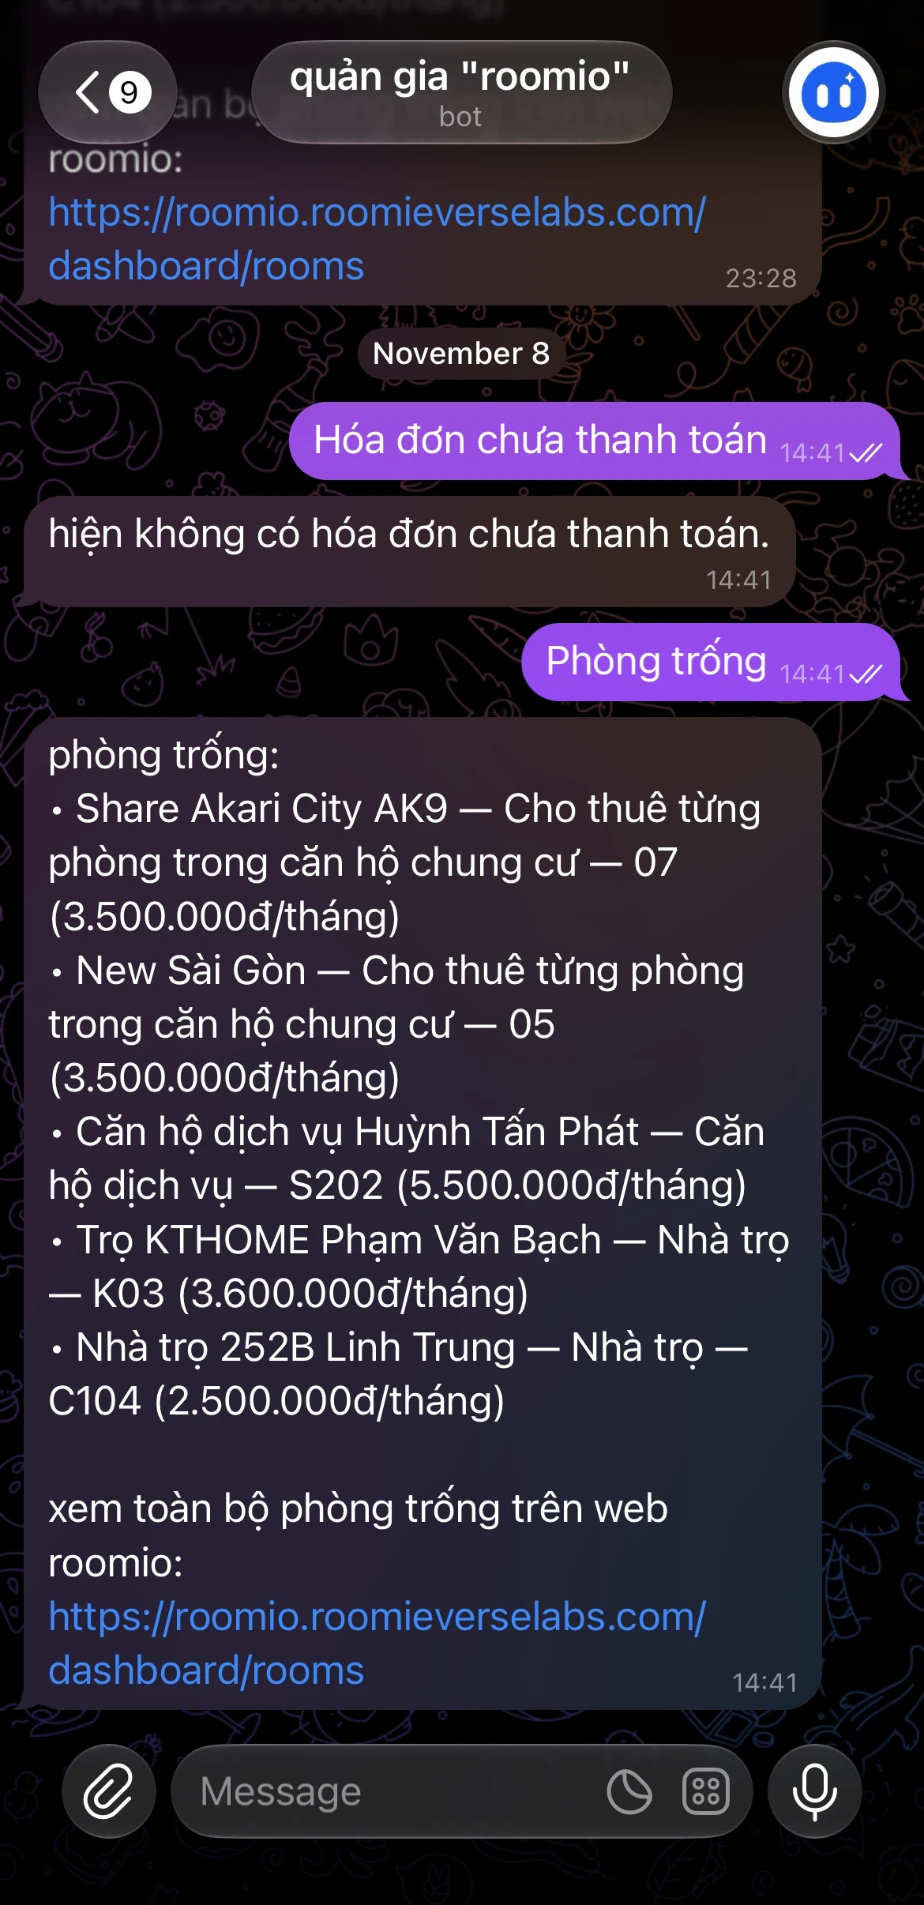 C104 (2.500.000đ/tháng)
9
quản gia "roomio"
bot
roomio:
https://roomio.roomieverselabs.com/
dashboard/rooms
23:28
November 8
Hóa đơn chưa thanh toán 14:41
hiện không có hóa đơn chưa thanh toán.
14:41
Phòng trống 14:41
phòng trống:
• Share Akari City AK9 — Cho thuê từng
phòng trong căn hộ chung cư — 07
(3.500.000đ/tháng)
• New Sài Gòn — Cho thuê từng phòng
trong căn hộ chung cư — 05
(3.500.000đ/tháng)
• Căn hộ dịch vụ Huỳnh Tấn Phát — Căn
hộ dịch vụ — S202 (5.500.000đ/tháng)
• Trọ KTHOME Phạm Văn Bạch — Nhà trọ
— K03 (3.600.000đ/tháng)
• Nhà trọ 252B Linh Trung — Nhà trọ —
C104 (2.500.000đ/tháng)
xem toàn bộ phòng trống trên web
roomio:
https://roomio.roomieverselabs.com/
dashboard/rooms
14:41
Message